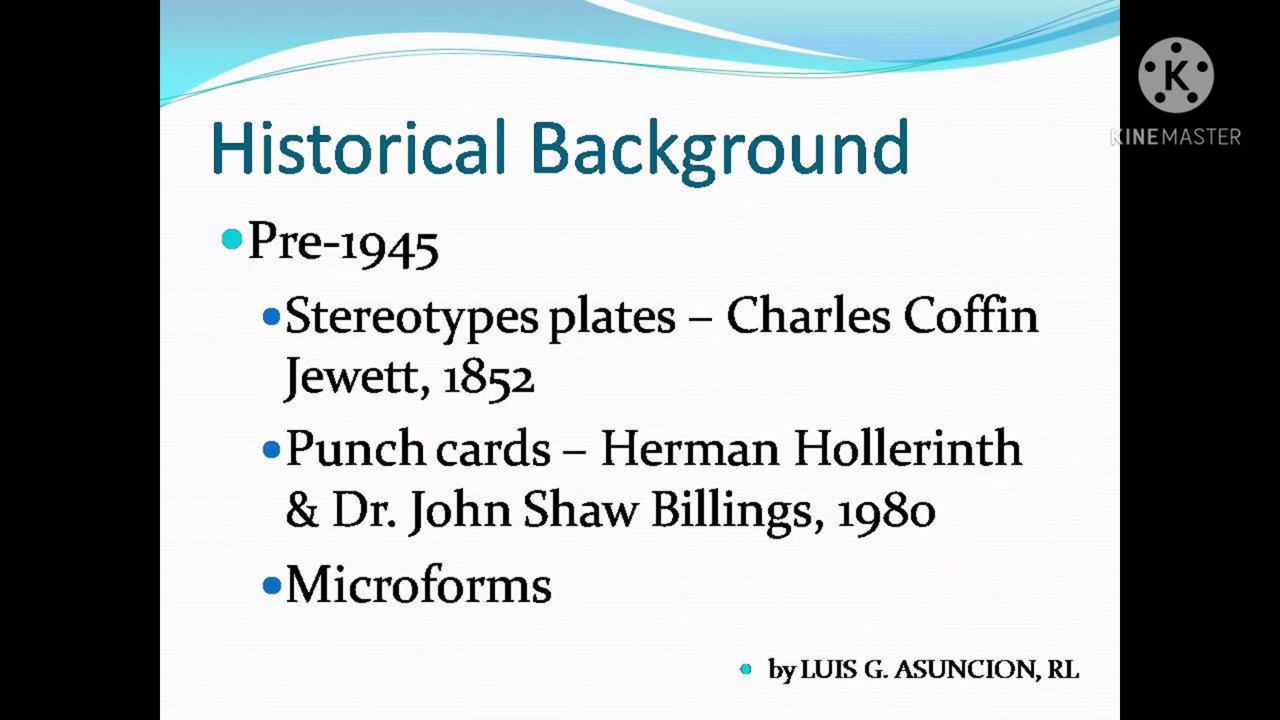 Historical Background
Pre-1945
Stereotypes plates – Charles Coffin
Jewett, 1852
Punch cards – Herman Hollerinth
& Dr. John Shaw Billings, 1980
Microforms
by LUIS G. ASUNCION, RL
K
KINEMASTER